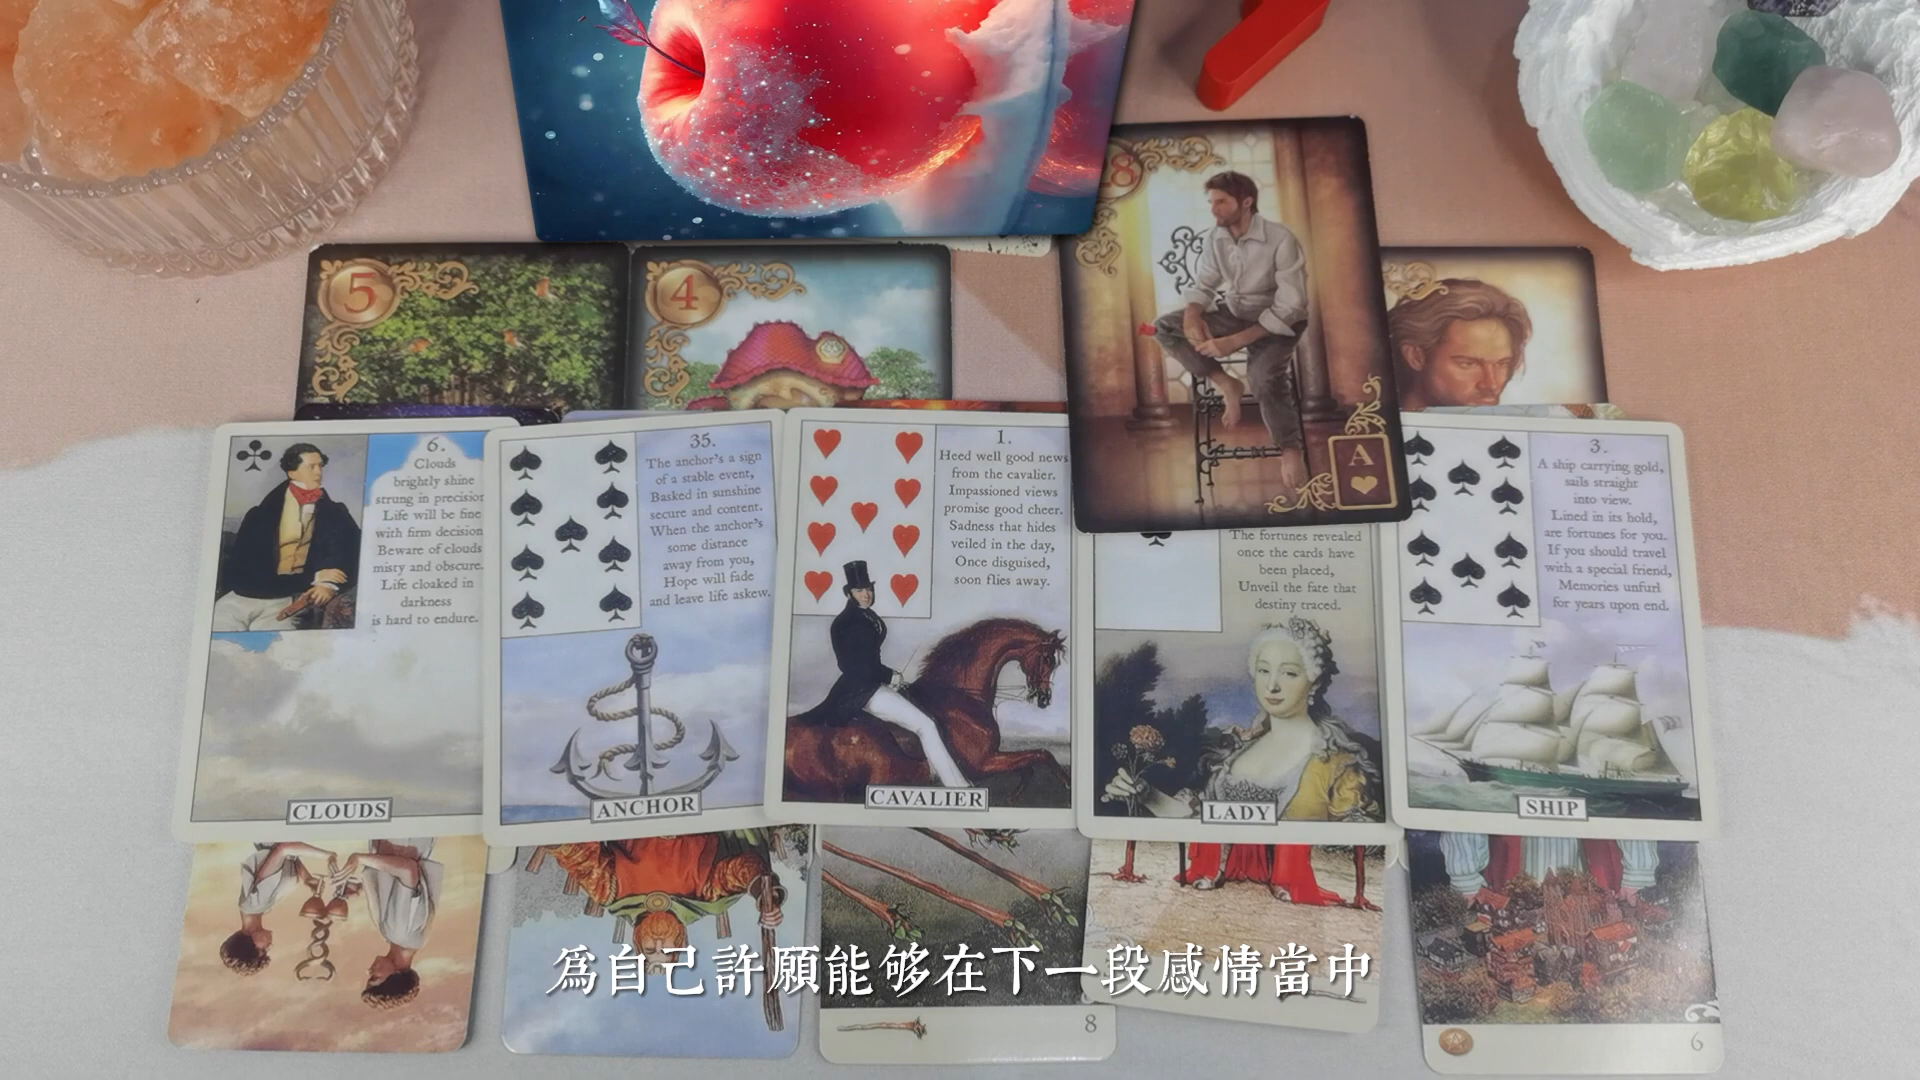 28
5
4
A
6.
Clouds
brightly shine
strung in precision
Life will be fine
with firm decision
Beware of clouds
misty and obscure.
Life cloaked in
darkness
is hard to endure.
CLOUDS
35.
The anchor's a sign
of a stable event,
Basked in sunshine
secure and content.
When the anchor's
some distance
away from you,
Hope will fade
and leave life askew.
ANCHOR
1.
Heed well good news
from the cavalier.
Impassioned views
promise good cheer.
Sadness that hides
veiled in the day,
Once disguised,
soon flies away.
CAVALIER
The fortunes revealed
once the cards have
been placed,
Unveil the fate that
destiny traced.
LADY
3.
A ship carrying gold,
sails straight
into view.
Lined in its hold,
are fortunes for you.
If you should travel
with a special friend,
Memories unfurl
for years upon end.
SHIP
為自己許願能够在下一段感情當中
8
6